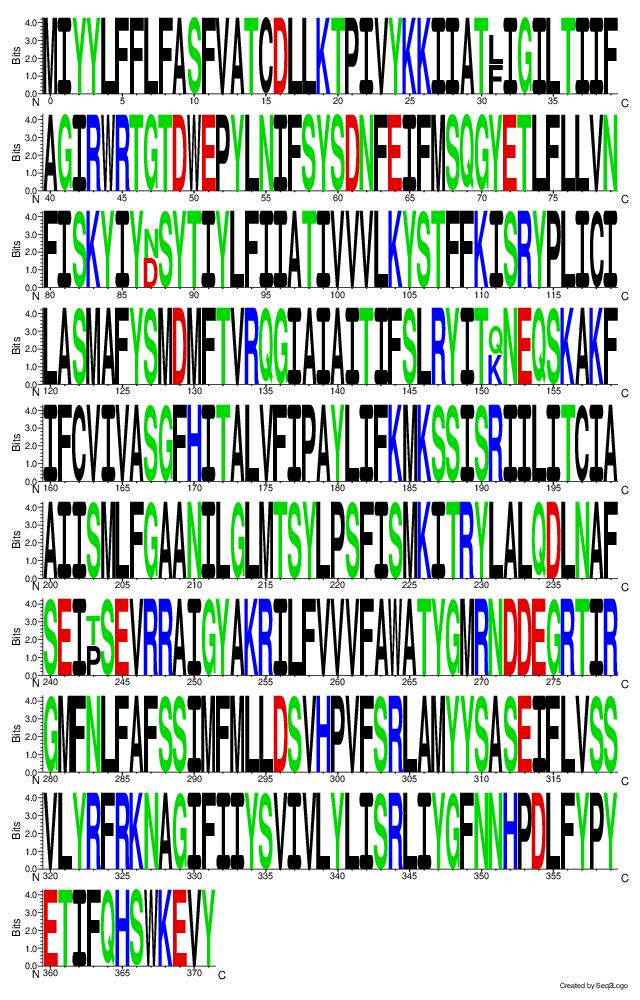 Bits
4.0
3.0
2.0
1.0
0.0
MIYYLFFLFASFVATCDLLKTPIVYKKIIATLIGILTIIF
F
N 0 5 10 15 20 25 30 35 C
Bits
4.0
3.0
2.0
1.0
0.0
AGIRWRTGTDWEPYLNIFSYSDNFEIFMSQGYETLFLLVN
N 40 45 50 55 60 65 70 75 C
Bits
4.0
3.0
2.0
1.0
0.0
FISKYIYNSYTIYLFIIATIVVVLKYSTFFKISRYPLICI
D
N 80 85 90 95 100 105 110 115 C
Bits
4.0
3.0
2.0
1.0
0.0
LASMAFYSMDMFTVRQGIAIAITIFSLRYITQNEQSKAKF
K
N 120 125 130 135 140 145 150 155 C
Bits
4.0
3.0
2.0
1.0
0.0
IFCVIVASGFHITALVFIPAYLIFKMKSSISRIILITCIA
N 160 165 170 175 180 185 190 195 C
Bits
4.0
3.0
2.0
1.0
0.0
AIISMLFGAANILGLMTSYLPSFISMKITRYLALQDLNAF
N 200 205 210 215 220 225 230 235 C
Bits
4.0
3.0
2.0
1.0
0.0
SEITSEVRRAIGYAKRILFVVVFAWATYGMRNDDEGRTIR
P
N 240 245 250 255 260 265 270 275 C
Bits
4.0
3.0
2.0
1.0
0.0
GMFNLFAFSSIMFMLLDSVHPVFSRLAMYYSASEIFLVSS
N 280 285 290 295 300 305 310 315 C
Bits
4.0
3.0
2.0
1.0
0.0
VLYRFRKNAGIFIIYSVIVLYLISRLIYGFNNHPDLFYPY
N 320 325 330 335 340 345 350 355 C
Bits
4.0
3.0
2.0
1.0
0.0
ETIFQHSWKEVY
N 360 365 370 C
Created by Seq2Logo